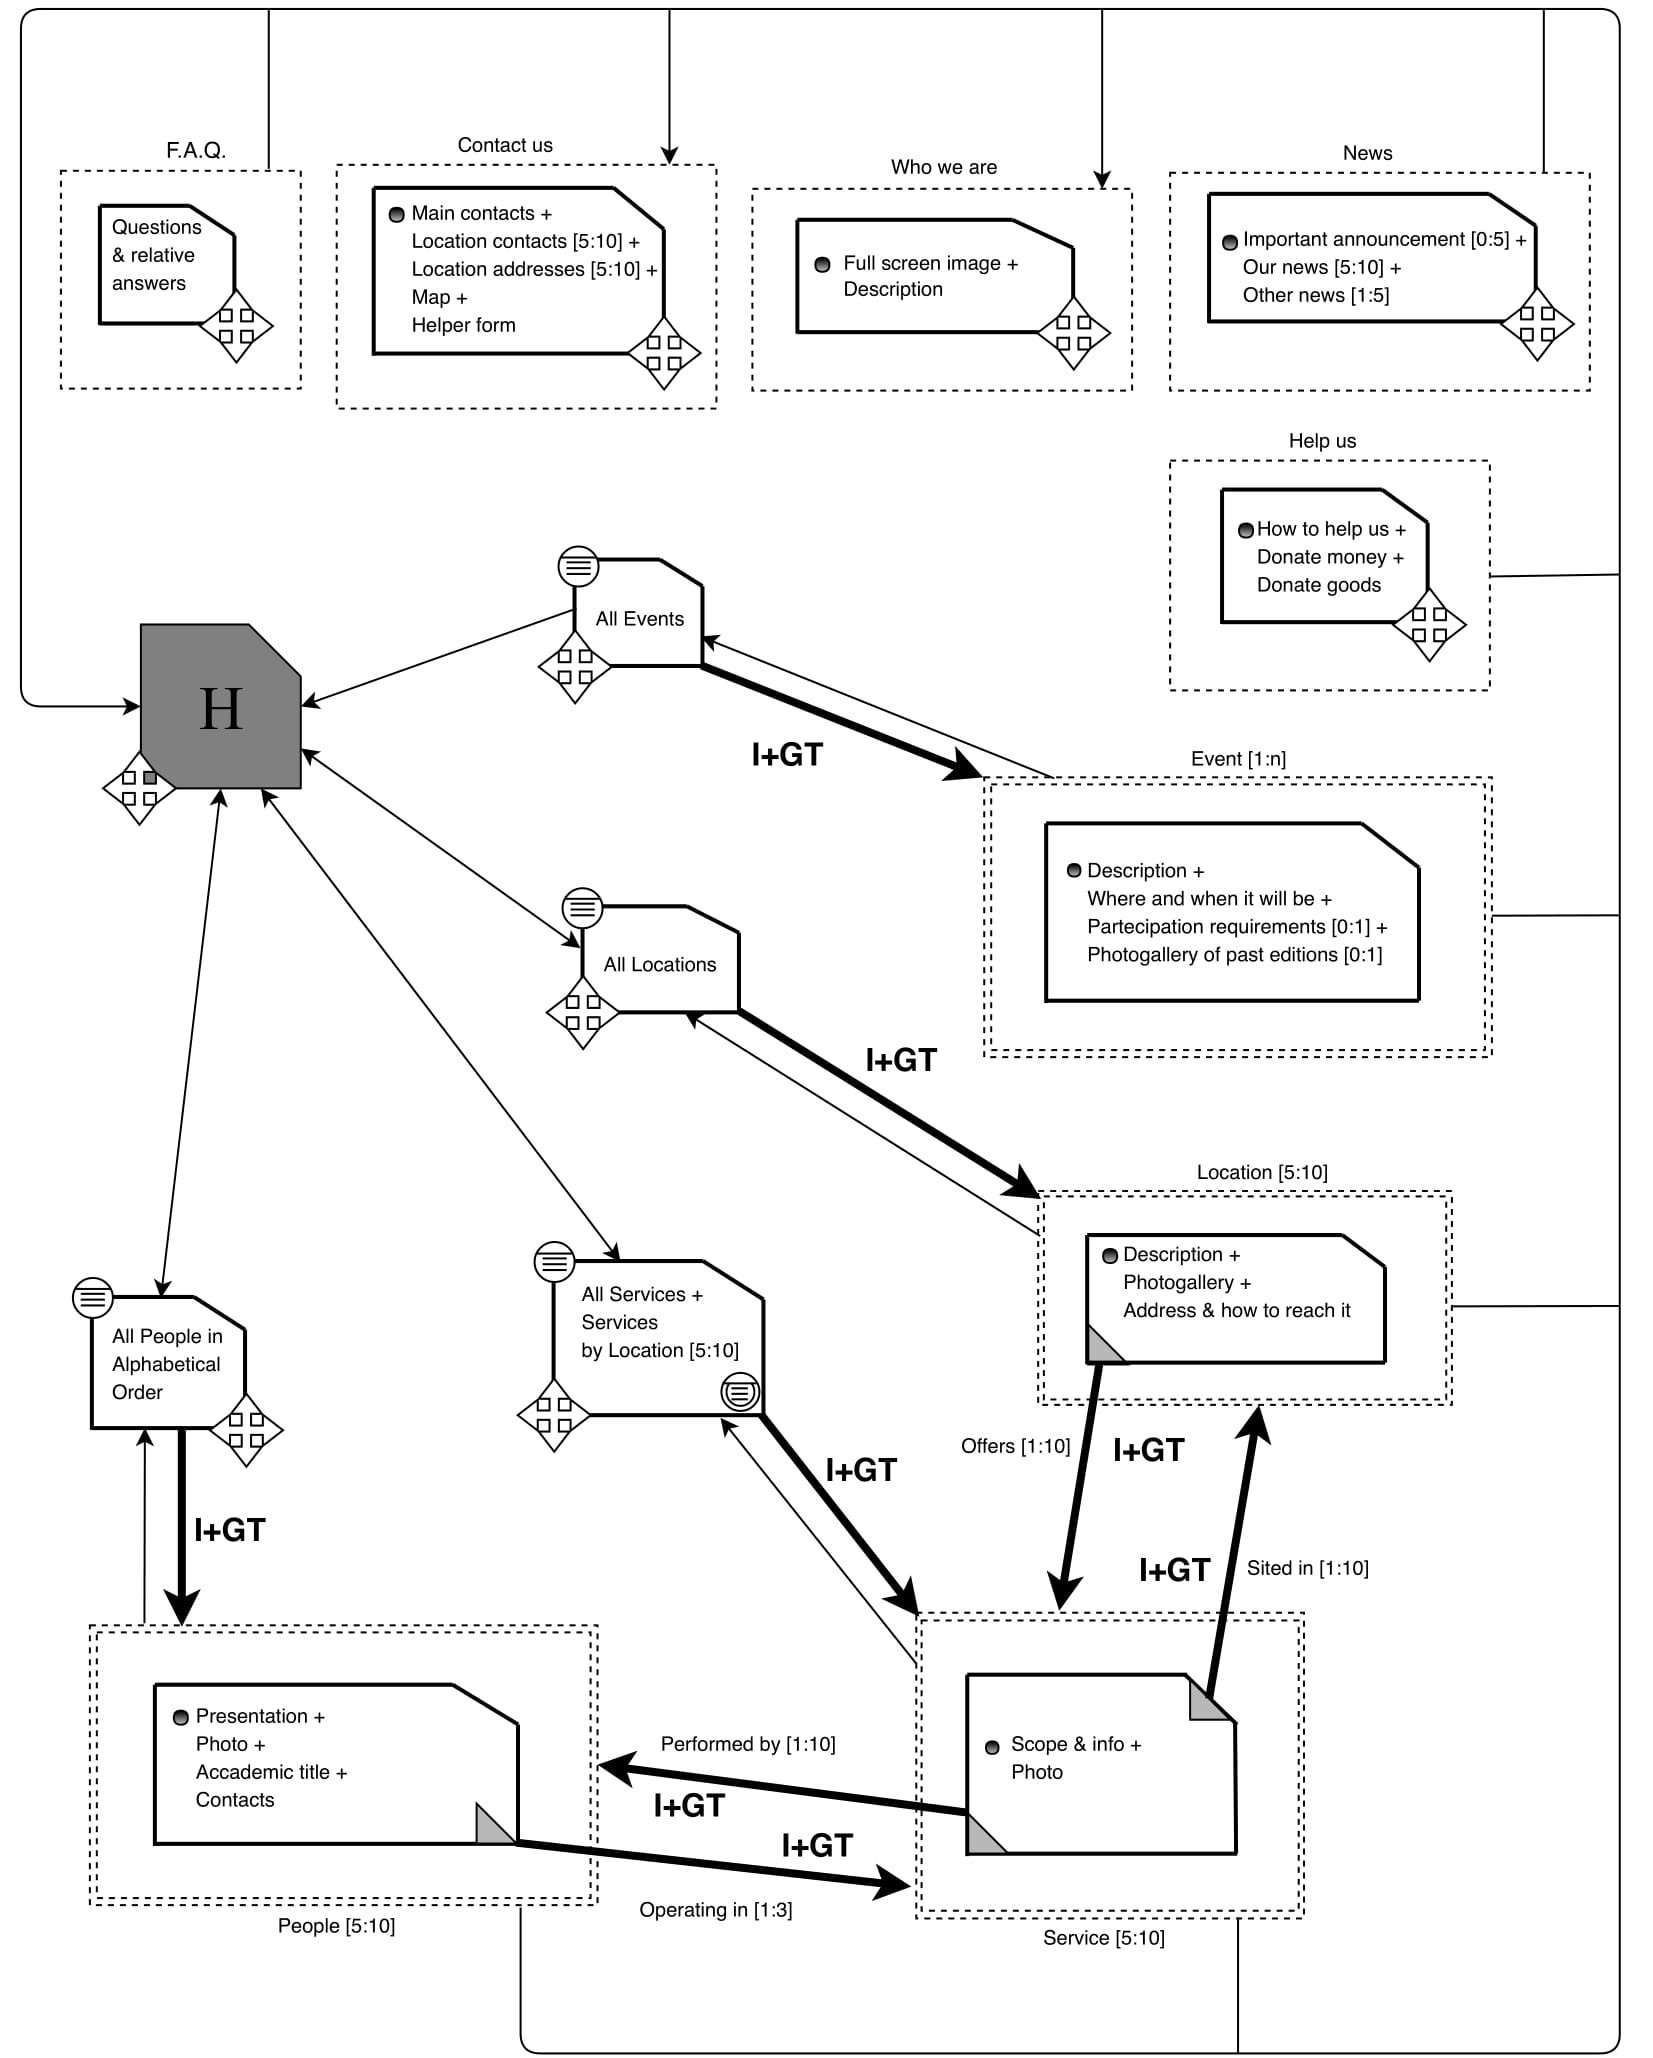 F.A.Q.
Questions
& relative
answers
Contact us
Main contacts +
Location contacts [5:10] +
Location addresses [5:10] +
Map +
Helper form
Who we are
Full screen image +
Description
News
Important announcement [0:5] +
Our news [5:10] +
Other news [1:5]
Help us
How to help us +
Donate money +
Donate goods
All Events
H
I+GT
Event [1:n]
Description +
Where and when it will be +
Partecipation requirements [0:1] +
Photogallery of past editions [0:1]
All Locations
I+GT
Location [5:10]
Description +
Photogallery +
Address & how to reach it
All Services +
Services
by Location [5:10]
All People in
Alphabetical
Order
Offers [1:10]
I+GT
I+GT
I+GT
I+GT
Sited in [1:10]
Presentation +
Photo +
Accademic title +
Contacts
Performed by [1:10]
I+GT
Scope & info +
Photo
I+GT
Operating in [1:3]
People [5:10]
Service [5:10]